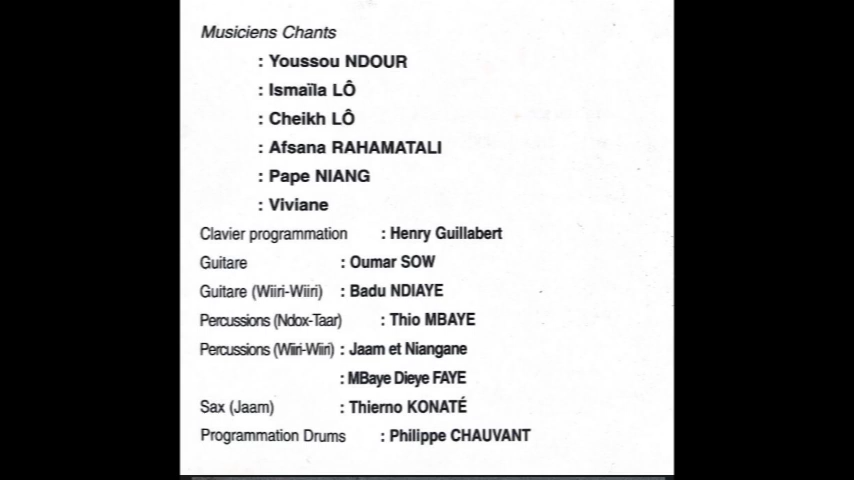 Musiciens Chants
: Youssou NDOUR
: Ismaïla LÔ
: Cheikh LÔ
: Afsana RAHAMATALI
: Pape NIANG
: Viviane
Clavier programmation : Henry Guillabert
Guitare : Oumar SOW
Guitare (Wiiri-Wiiri) : Badu NDIAYE
Percussions (Ndox-Taar) : Thio MBAYE
Percussions (Wiiri-Wiiri) : Jaam et Niangane
: MBaye Dieye FAYE
Sax (Jaam) : Thierno KONATÉ
Programmation Drums : Philippe CHAUVANT